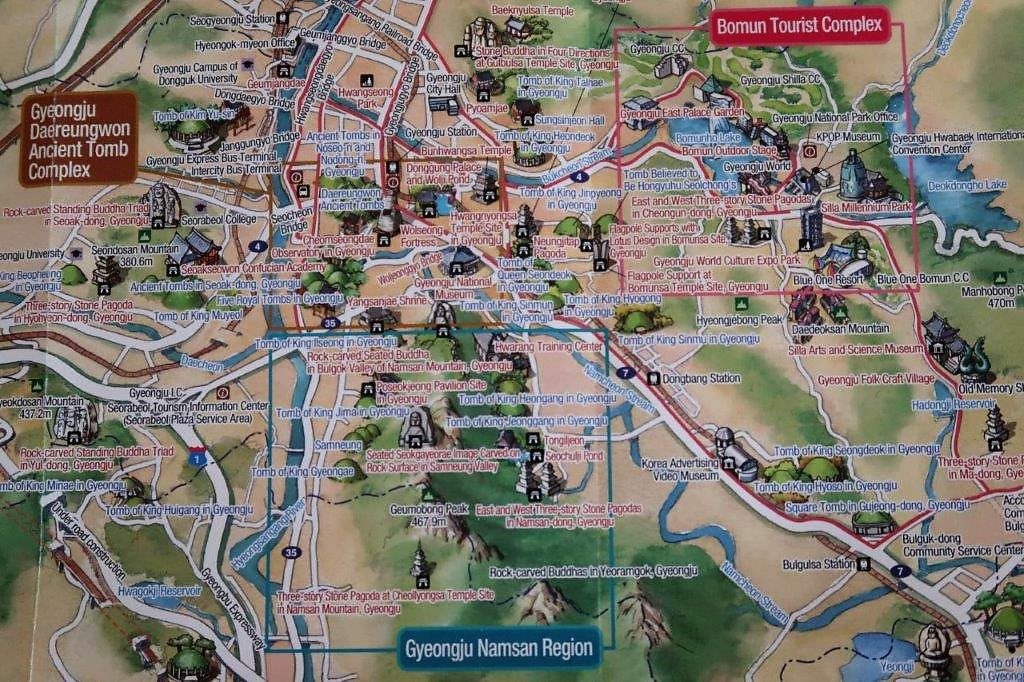 Baeknyulsa Temple
Seogyeongju Station
Geumjanggyo Bridge
Gyeongsangang Railroad Bridge
Bomun Tourist Complex
Hyeongok-myeon Office
Stone Buddha in Four Directions
at Gulbulsa Temple Site,
Gyeongju CC
Gyeongju Campus of
Dongguk University
Geumangdae
Hwangseong
Park
Gyeongju
City Hall
Tomb of King Talhae
in Gyeongju
Gyeongju Shilla CC
Dongdaegyo Bridge
Pyoamjae
Gyeongju East Palace Garden
Gyeongju National Park Office
Gyeongju
Daereungwon
Ancient Tomb
Complex
Tomb of Kim Yu-sin
Sungsinjeon Hall
Gyeongju Station
Tomb of King Heondeok
Bomunho Lake
KPOP Museum
Gyeongju Hwabaek International
Convention Center
Janggungyo Bridge
Ancient Tombs in
Noseo-ri and
Nodong-ri
Gyeongju
Bunhwangsa Temple
Bukcheon Stream
4
Bomun Outdoor Stage
Gyeongju World
Gyeongju Express Bus Terminal
Intercity Bus Terminal
Donggung Palace
and Wolji Pond
Tomb Believed to
Be Hongyuhu Seolchong's
Deokdongho Lake
Daereungwon
Ancient Tombs
Tomb of King Jinpyeong
in Gyeongju
East and West Three-story Stone Pagodas
in Cheongun-dong, Gyeongju
Silla Millennium Park
Rock-carved Standing Buddha Triad
in Seoak-dong, Gyeongju
Seorabeol College
Seocheon
Bridge
Hwangnyongsa
Temple Site
in Gyeongju
Flagpole Supports with
Lotus Design in Bomunsa Site,
Gyeongju
Wolseong
Fortress
Cheomseongdae
Observatory in Gyeongju
Neungjitap
Pagoda
Seondosan Mountain
380.6m
4
Woljeonggyo Bridge
Gyeongju World Culture Expo Park
Seoakseowon Confucian Academy
Gyeongju National
Museum
Tomb of
Queen Seondeok
in Gyeongju
Flagpole Support at
Bomunsa Temple Site, Gyeongju
Blue One Resort
Blue One Bomun C C
Ancient Tombs in Seoak-dong, Gyeongju
Five Royal Tombs in Gyeongju
Yangsanjae Shrine
Tomb of King Sinmun
in Gyeongju
Tomb of King Hyogong
in Gyeongju
Manhobong
470m
Three-story Stone Pagoda
in Hyohyeon-dong, Gyeongju
Tomb of King Muyeol
35
Hyeongjebong Peak
Daedeoksan Mountain
Tomb of King Ilseong in Gyeongju
Hwarang Training Center
Tomb of King Sinmu in Gyeongju
Silla Arts and Science Museum
Daecheon
Rock-carved Seated Buddha
in Bulgok Valley of Namsan Mountain, Gyeongju
7
Dongbang Station
Gyeongju Folk Craft Village
Old Memory
Gyeongju I.C
Poseokjeong Pavilion Site
in Gyeongju
Namcheon Stream
Seorabeol Tourism Information Center
(Seorabeol Plaza Service Area)
Tomb of King Heongang in Gyeongju
Hadongji Reservoir
Mountain
437.2m
Tomb of King Jima in Gyeongju
Tomb of King Jeonggang in Gyeongju
Samneung
Tongiljeon
Rock-carved Standing Buddha Triad
in Yul-dong, Gyeongju
1
Seated Seokgayeorae Image Carved on
Rock Surface in Samneung Valley
Seochulji Pond
Korea Advertising
Video Museum
Tomb of King Seongdeok in Gyeongju
Three-story Stone
in Ma-dong,
Tomb of King Gyeongae
Tomb of King Hyoso in Gyeongju
King Minae in Gyeongju
Tomb of King Huigang in Gyeongju
Geumobong Peak
467.9m
East and West Three-story Stone Pagodas
in Namsan-dong, Gyeongju
Square Tomb in Gujeong-dong, Gyeongju
Under road construction
Hyeongsangang River
35
Bulguk-dong
Community Service Center
Bulgulsa Station
7
Gyeongbu Expressway
Rock-carved Buddhas in Yeoramgok, Gyeongju
Namcheon Stream
Hwagokji Reservoir
Three-story Stone Pagoda at Cheollyongsa Temple Site
in Namsan Mountain, Gyeongju
Gyeongju Namsan Region
Yeongji
Tomb of
in Gyeongju